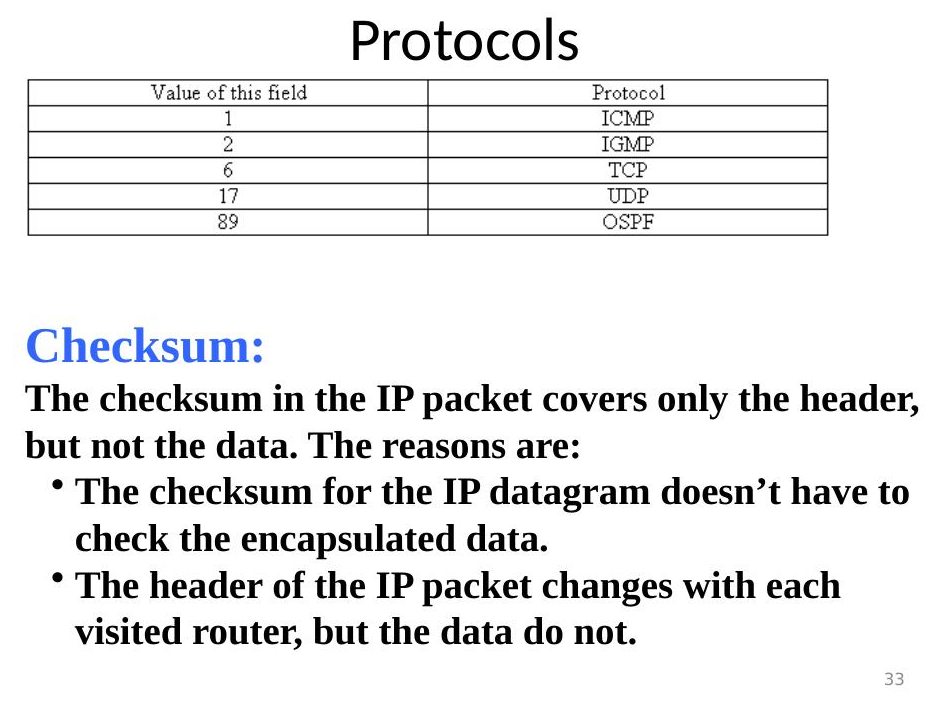 Protocols
Value of this field Protocol
1 ICMP
2 IGMP
6 TCP
17 UDP
89 OSPF
Checksum:
The checksum in the IP packet covers only the header,
but not the data. The reasons are:
• The checksum for the IP datagram doesn’t have to
check the encapsulated data.
• The header of the IP packet changes with each
visited router, but the data do not.
33